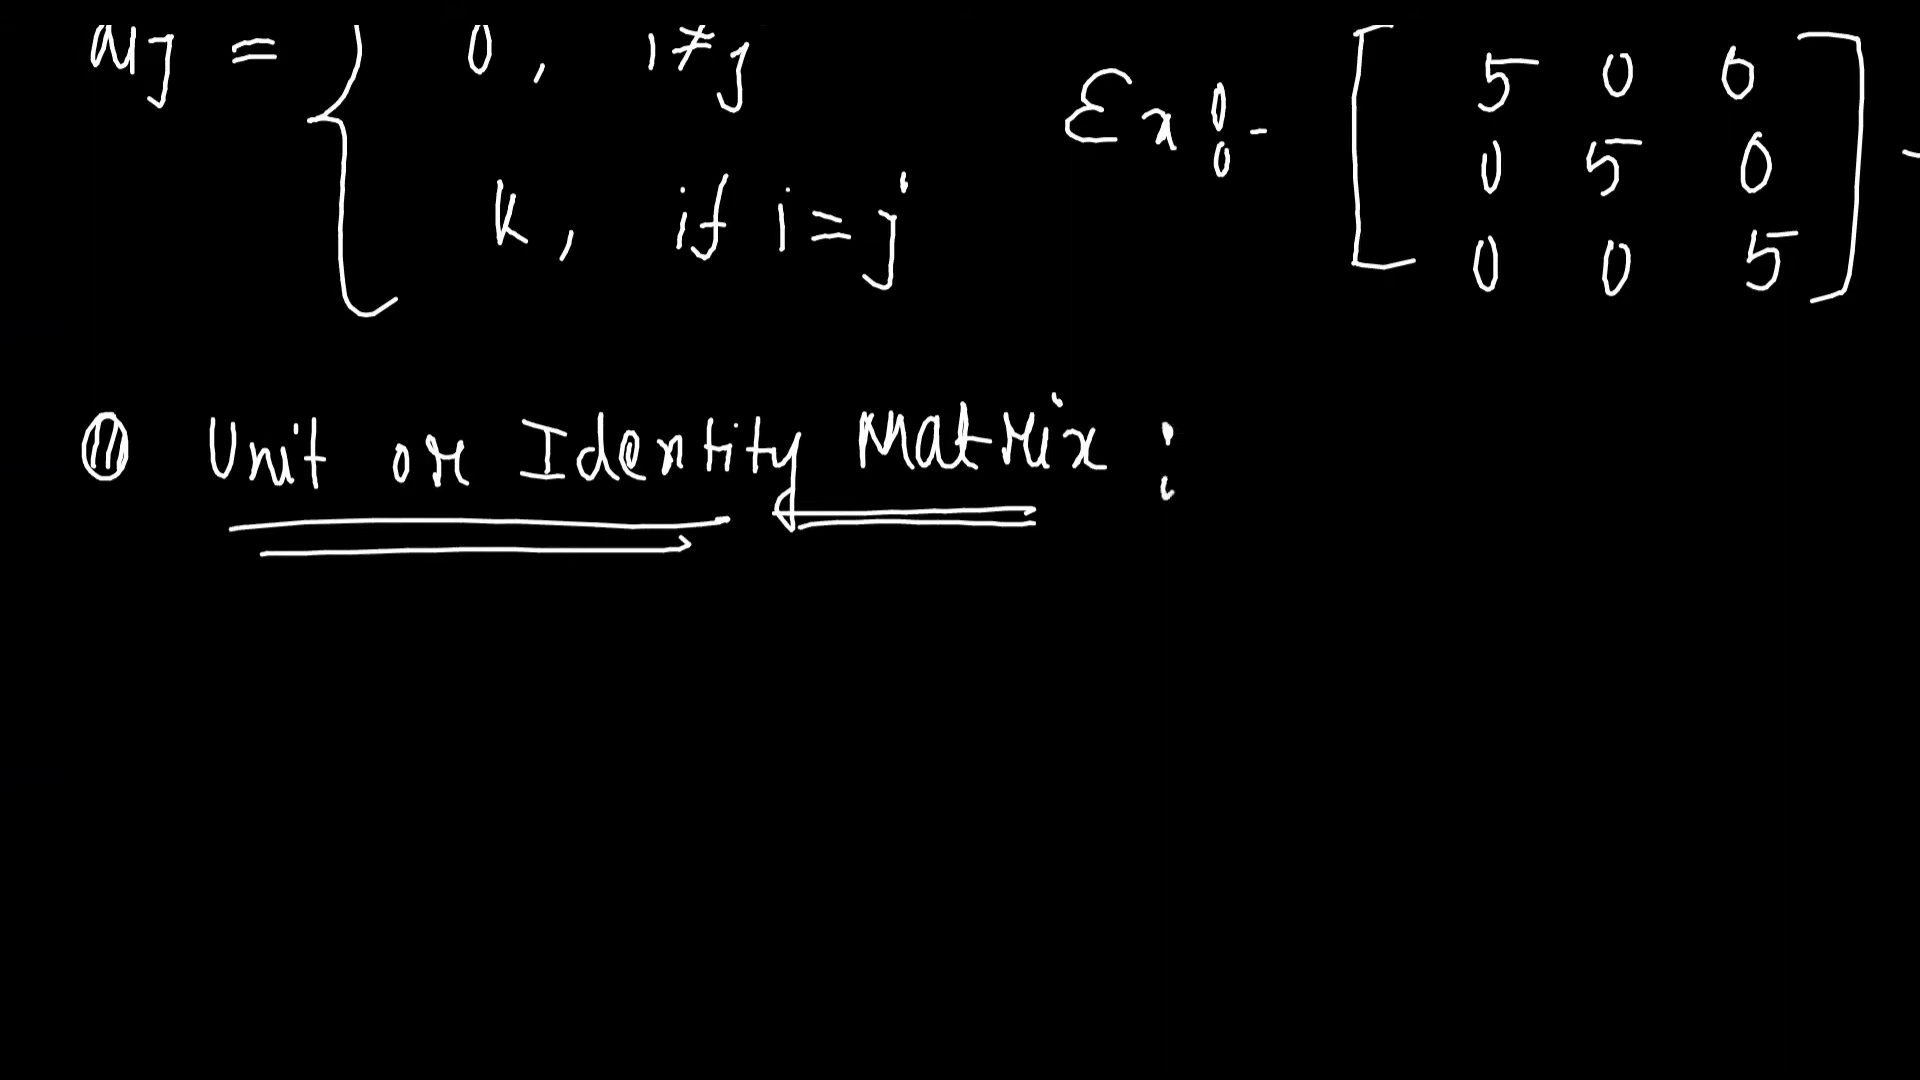 aij = { 0, i≠j
k, if i=j
Ex:- [ 5 0 0
0 5 0
0 0 5 ]
⑪ Unit or Identity Matrix :